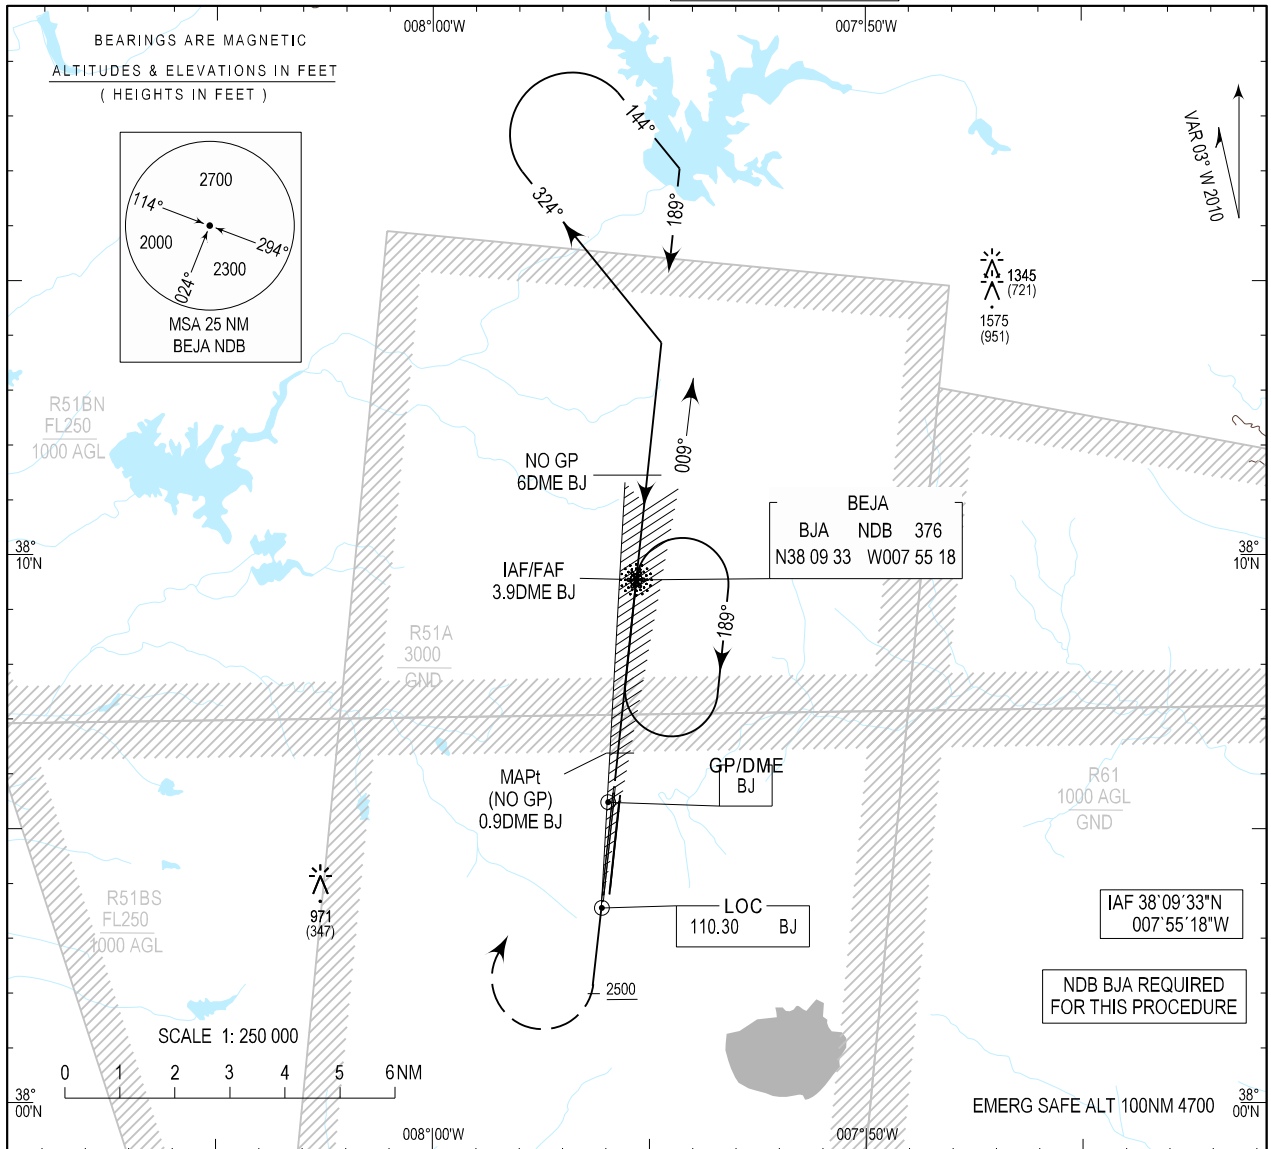 008°00'W
007°50'W
BEARINGS ARE MAGNETIC
ALTITUDES & ELEVATIONS IN FEET
( HEIGHTS IN FEET )
VAR 03° W 2010
2700
114°
2000
294°
2300
024°
MSA 25 NM
BEJA NDB
144°
324°
189°
1345
(721)
1575
(951)
R51BN
FL250
1000 AGL
NO GP
6DME BJ
009°
BEJA
BJA NDB 376
N38 09 33 W007 55 18
38°
10'N
38°
10'N
IAF/FAF
3.9DME BJ
189°
R51A
3000
GND
MAPt
(NO GP)
0.9DME BJ
GP/DME
BJ
R61
1000 AGL
GND
971
(347)
R51BS
FL250
1000 AGL
LOC
110.30 BJ
IAF 38°09'33"N
007°55'18"W
2500
NDB BJA REQUIRED
FOR THIS PROCEDURE
SCALE 1: 250 000
0 1 2 3 4 5 6NM
EMERG SAFE ALT 100NM 4700
38°
00'N
38°
00'N
008°00'W
007°50'W